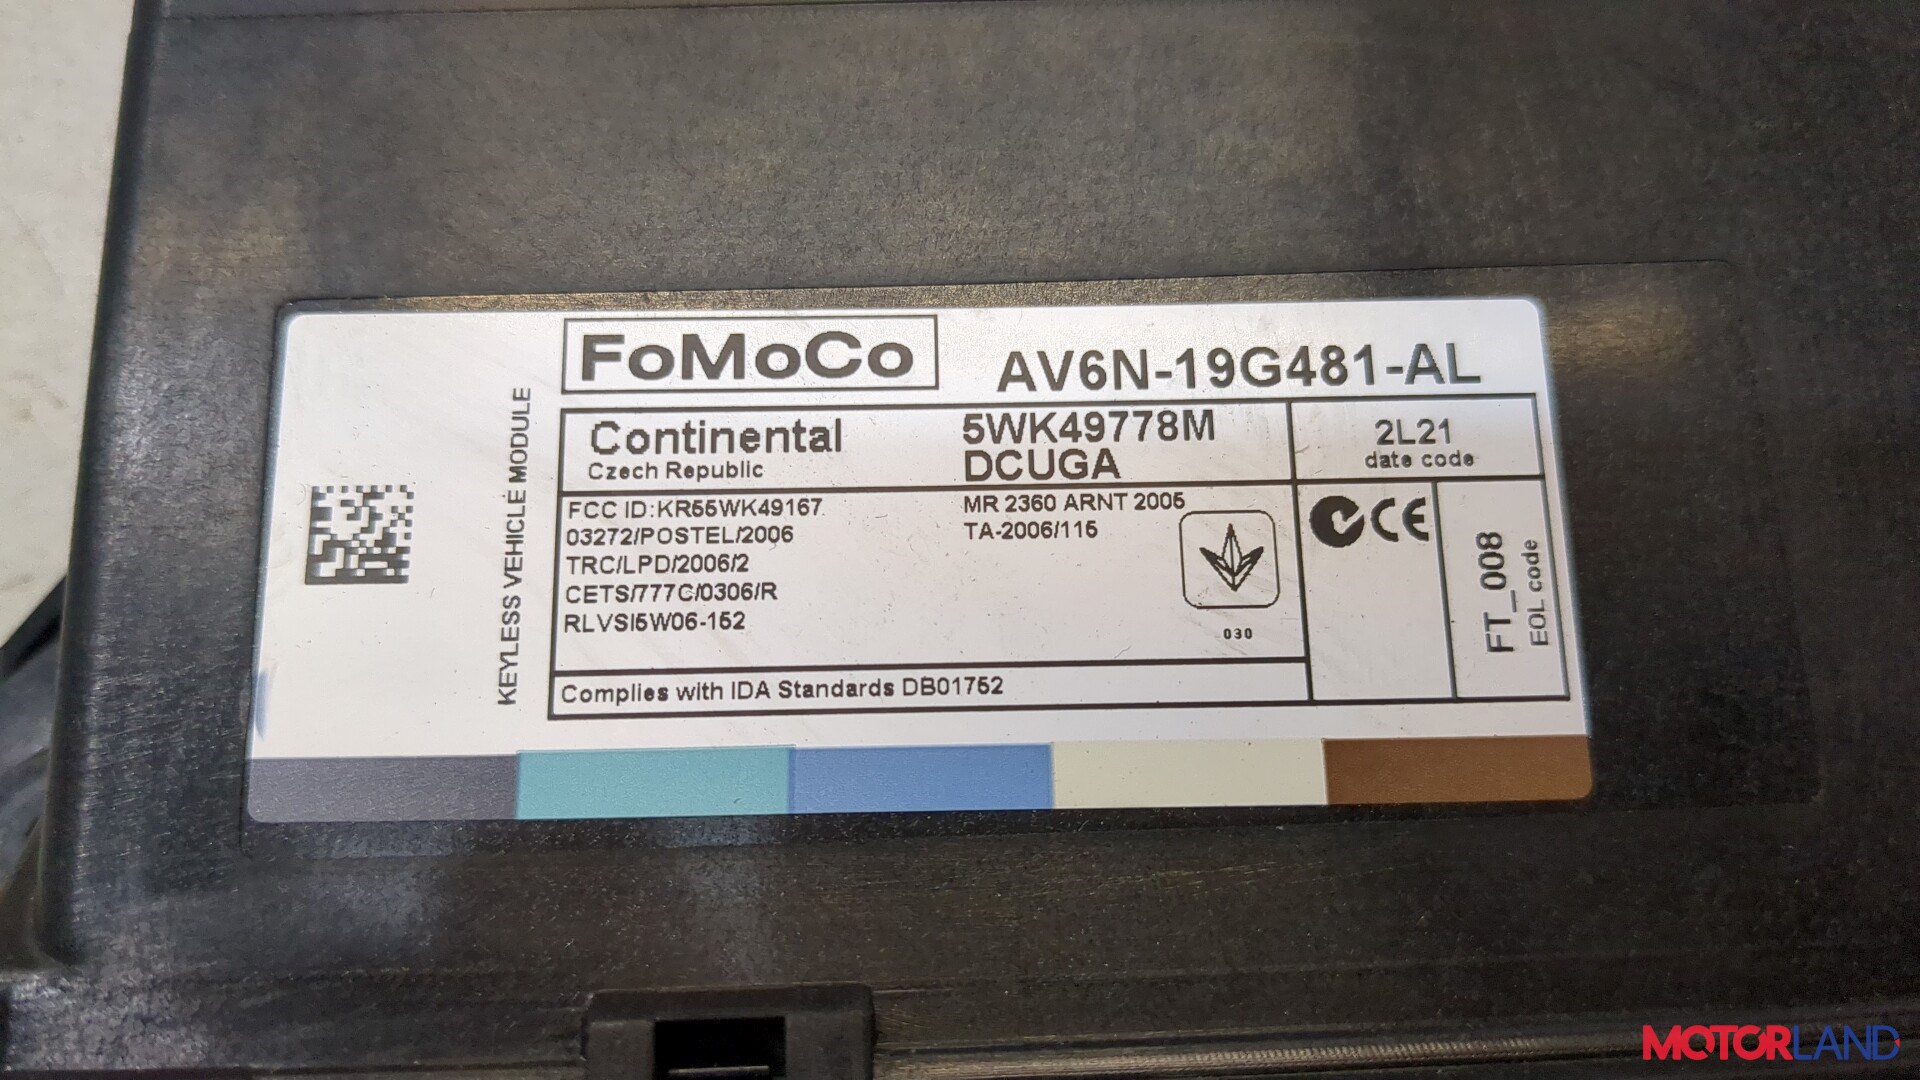 FoMoCo
AV6N-19G481-AL
KEYLESS VEHICLE MODULE
Continental
Czech Republic
5WK49778M
DCUGA
2L21
date code
FCC ID:KR55WK49167
03272/POSTEL/2006
TRC/LPD/2006/2
CETS/777C/0306/R
RLVSI5W06-152
MR 2360 ARNT 2005
TA-2006/115
030
CE
FT_008
EOL code
Complies with IDA Standards DB01752
MOTORLAND